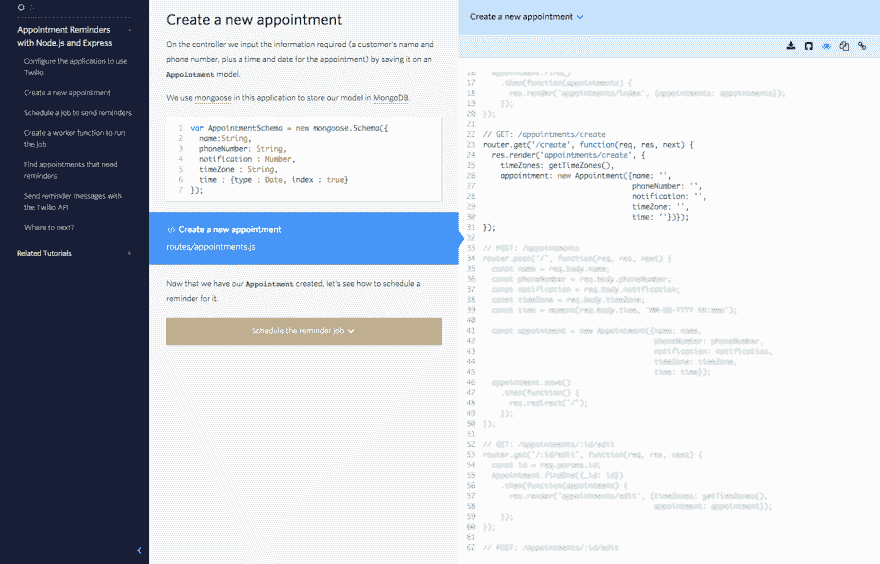 Appointment Reminders
with Node.js and Express
Configure the application to use
Twilio
Create a new appointment
Schedule a job to send reminders
Create a worker function to run
the job
Find appointments that need
reminders
Send reminder messages with
the Twilio API
Where to next?
Related Tutorials
Create a new appointment
On the controller we input the information required (a customer's name and
phone number, plus a time and date for the appointment) by saving it on an
Appointment model.
We use mongoose in this application to store our model in MongoDB.
1 var AppointmentSchema = new mongoose.Schema({
2 name:String,
3 phoneNumber: String,
4 notification : Number,
5 timeZone : String,
6 time : {type : Date, index : true}
7 });
</> Create a new appointment
routes/appointments.js
Now that we have our Appointment created, let's see how to schedule a
reminder for it.
Schedule the reminder job
Create a new appointment
16 Appointment.find()
17 .then(function(appointments) {
18 res.render('appointments/index', {appointments: appointments});
19 });
20 });
21
22 // GET: /appointments/create
23 router.get('/create', function(req, res, next) {
24 res.render('appointments/create', {
25 timeZones: getTimeZones(),
26 appointment: new Appointment({name: '',
27 phoneNumber: '',
28 notification: '',
29 timeZone: '',
30 time: ''})});
31 });
32
33 // POST: /appointments
34 router.post('/', function(req, res, next) {
35 const name = req.body.name;
36 const phoneNumber = req.body.phoneNumber;
37 const notification = req.body.notification;
38 const timeZone = req.body.timeZone;
39 const time = moment(req.body.time, 'MM-DD-YYYY hh:mma');
40
41 const appointment = new Appointment({name: name,
42 phoneNumber: phoneNumber,
43 notification: notification,
44 timeZone: timeZone,
45 time: time});
46 appointment.save()
47 .then(function() {
48 res.redirect('/');
49 });
50 });
51
52 // GET: /appointments/:id/edit
53 router.get('/:id/edit', function(req, res, next) {
54 const id = req.params.id;
55 Appointment.findOne({_id: id})
56 .then(function(appointment) {
57 res.render('appointments/edit', {timeZones: getTimeZones(),
58 appointment: appointment});
59 });
60 });
61
62 // POST: /appointments/:id/edit